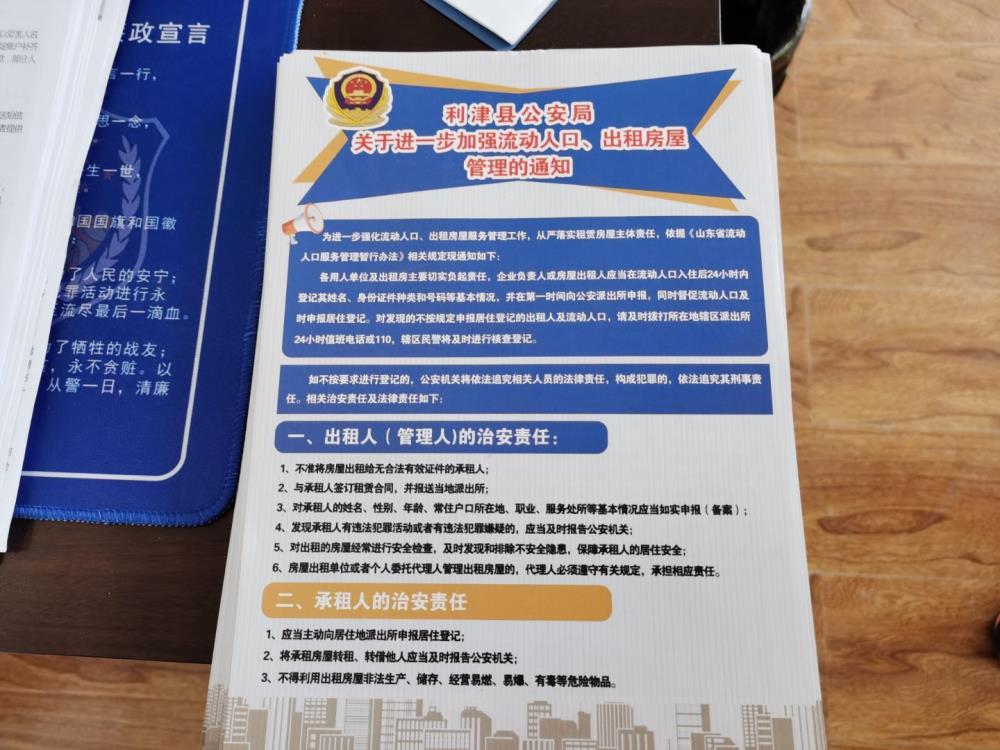 口受害人名
政宣言
言一行，
思一念，
生一世，
国国旗和国徽
：
了人民的安宁；
犯罪活动进行永
流尽最后一滴血。
了牺牲的战友；
，永不贪赃。以
从警一日，清廉
利津县公安局
关于进一步加强流动人口、出租房屋
管理的通知
为进一步强化流动人口、出租房屋服务管理工作，从严落实租赁房屋主体责任，依据《山东省流动
人口服务管理暂行办法》相关规定现通知如下：
各用人单位及出租房主要切实负起责任，企业负责人或房屋出租人应当在流动人口入住后24小时内
登记其姓名、身份证件种类和号码等基本情况，并在第一时间向公安派出所申报，同时督促流动人口及
时申报居住登记。对发现的不按规定申报居住登记的出租人及流动人口，请及时拨打所在地辖区派出所
24小时值班电话或110，辖区民警将及时进行核查登记。
如不按要求进行登记的，公安机关将依法追究相关人员的法律责任，构成犯罪的，依法追究其刑事责
任。相关治安责任及法律责任如下：
一、出租人（管理人)的治安责任：
1、不准将房屋出租给无合法有效证件的承租人；
2、与承租人签订租赁合同，并报送当地派出所；
3、对承租人的姓名、性别、年龄、常住户口所在地、职业、服务处所等基本情况应当如实申报（备案）；
4、发现承租人有违法犯罪活动或者有违法犯罪嫌疑的，应当及时报告公安机关；
5、对出租的房屋经常进行安全检查，及时发现和排除不安全隐患，保障承租人的居住安全；
6、房屋出租单位或者个人委托代理人管理出租房屋的，代理人必须遵守有关规定，承担相应责任。
二、承租人的治安责任
1、应当主动向居住地派出所申报居住登记；
2、将承租房屋转租、转借他人应当及时报告公安机关；
3、不得利用出租房屋非法生产、储存、经营易燃、易爆、有毒等危险物品。